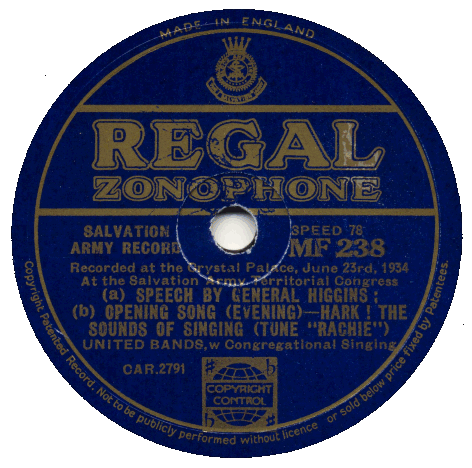 MADE IN ENGLAND
REGAL
ZONOPHONE
SALVATION
ARMY RECORD
SPEED 78
MF 238
Recorded at the Crystal Palace, June 23rd, 1934
At the Salvation Army Territorial Congress
(a) SPEECH BY GENERAL HIGGINS;
(b) OPENING SONG (EVENING)—HARK! THE
SOUNDS OF SINGING (TUNE "RACHIE")
UNITED BANDS, w Congregational Singing
CAR.2791
COPYRIGHT
CONTROL
Copyright Patented Record. Not to be publicly performed without licence or sold below price fixed by Patentees.